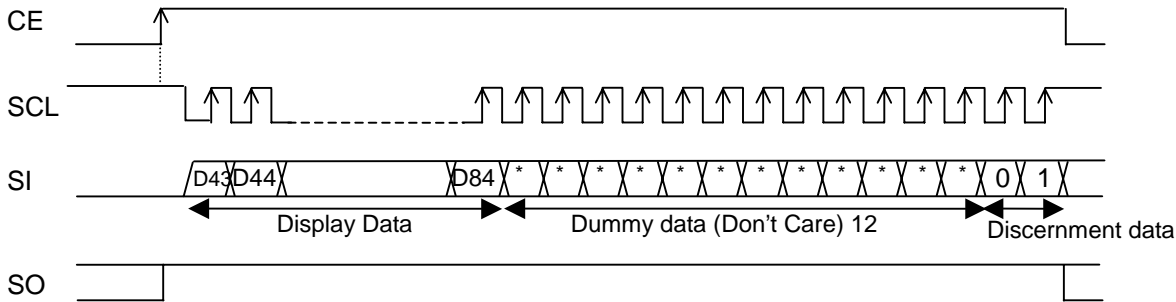 CE
SCL
SI
D43 D44 D84 * * * * * * * * * * * * 0 1
Display Data Dummy data (Don't Care) 12 Discernment data
SO